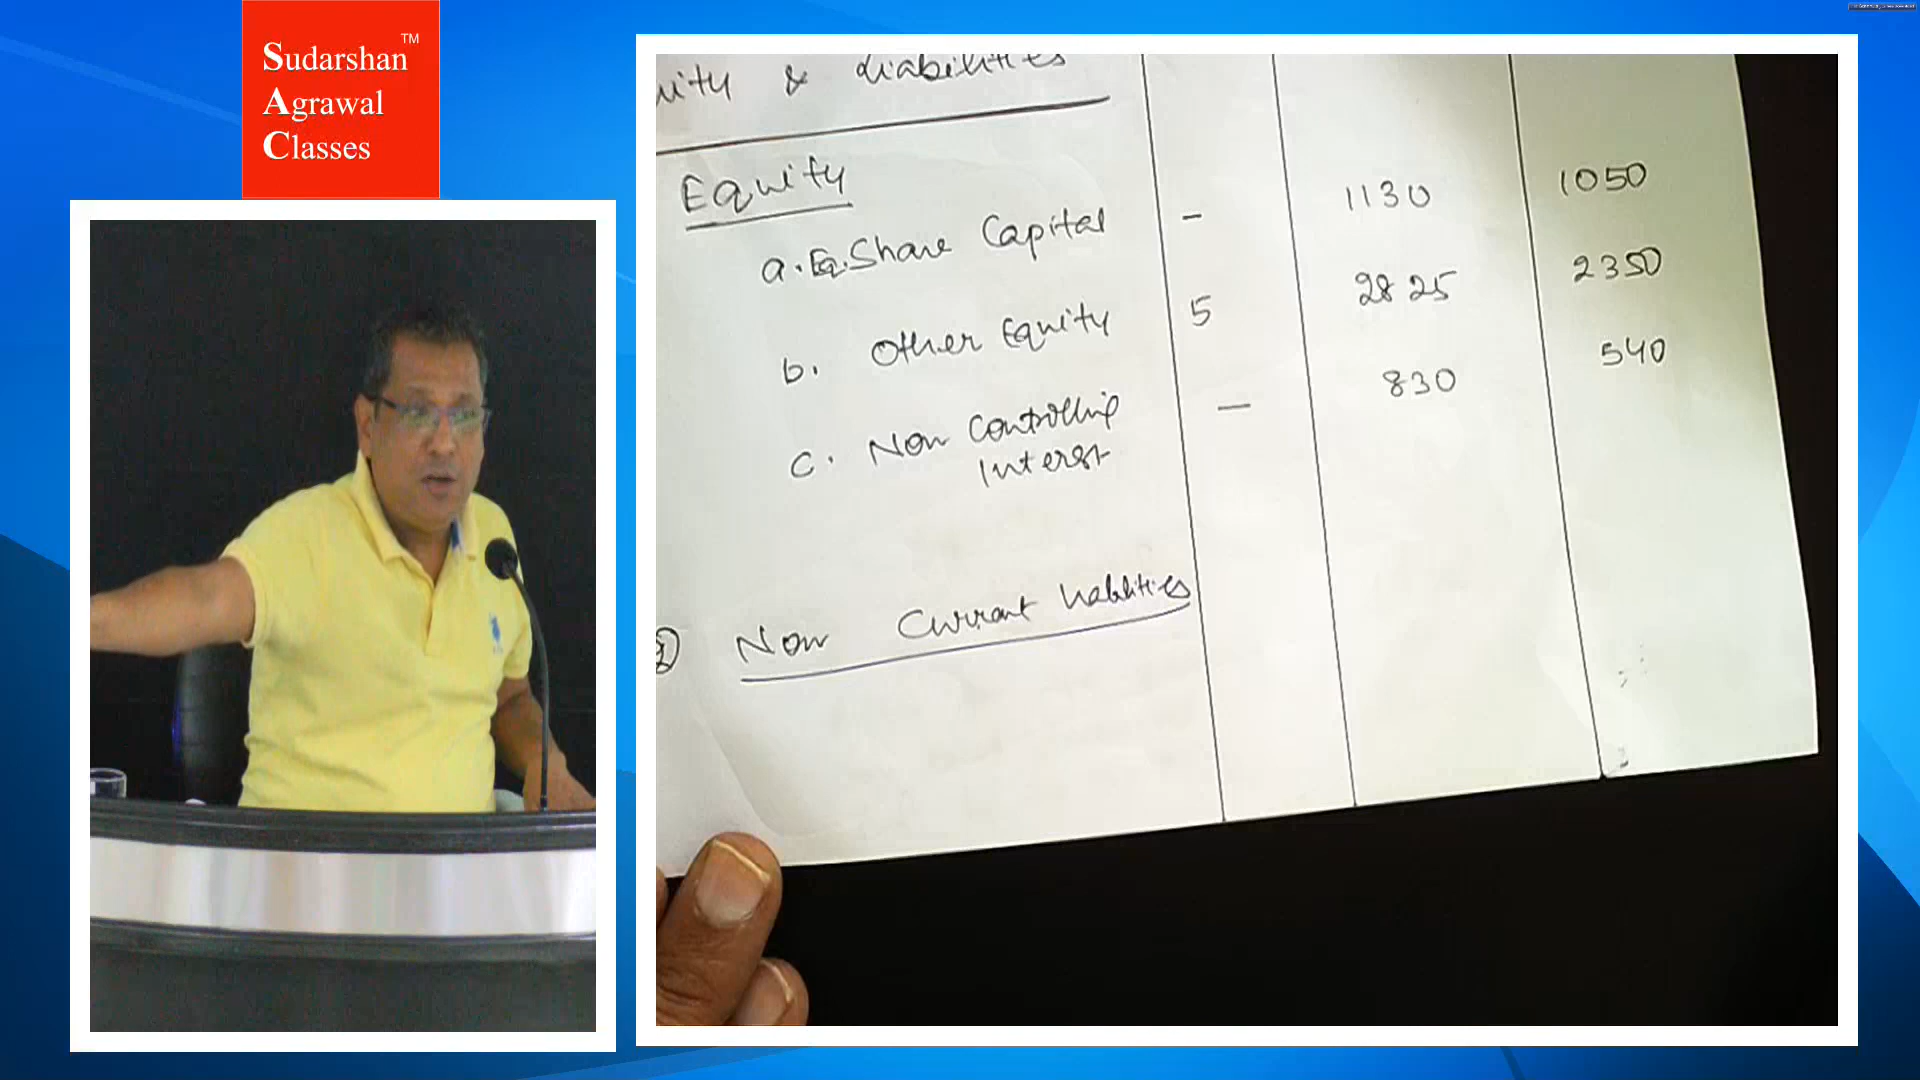 Sudarshan™
Agrawal
Classes
& Liabilities
Equity
a. Eq. Share Capital - 1130 1050
b. Other Equity 5 2825 2350
c. Non Controlling — 830 540
Interest
② Non Current Liabilities